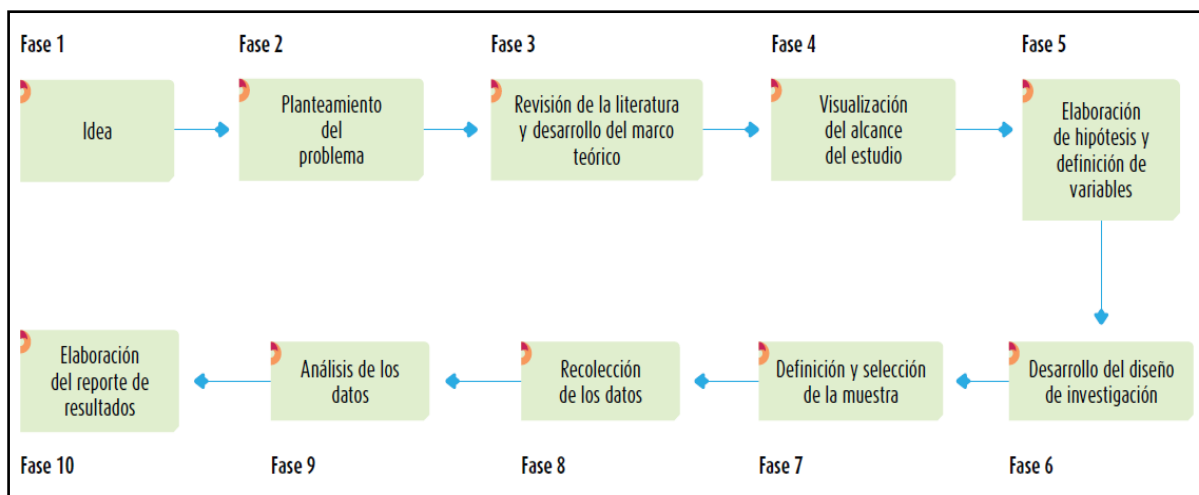 Fase 1
Fase 2
Fase 3
Fase 4
Fase 5
Idea
Planteamiento
del
problema
Revisión de la literatura
y desarrollo del marco
teórico
Visualización
del alcance
del estudio
Elaboración
de hipótesis y
definición de
variables
Elaboración
del reporte de
resultados
Análisis de los
datos
Recolección
de los datos
Definición y selección
de la muestra
Desarrollo del diseño
de investigación
Fase 10
Fase 9
Fase 8
Fase 7
Fase 6